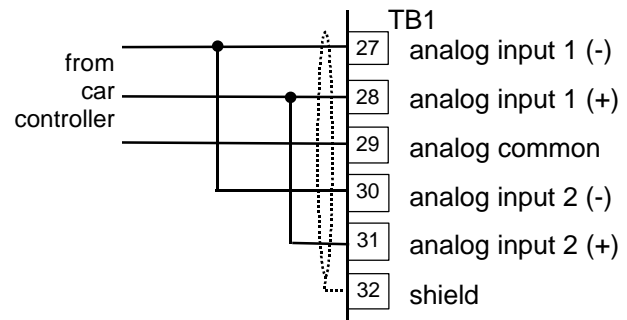 TB1
from
car
controller
27 analog input 1 (-)
28 analog input 1 (+)
29 analog common
30 analog input 2 (-)
31 analog input 2 (+)
32 shield